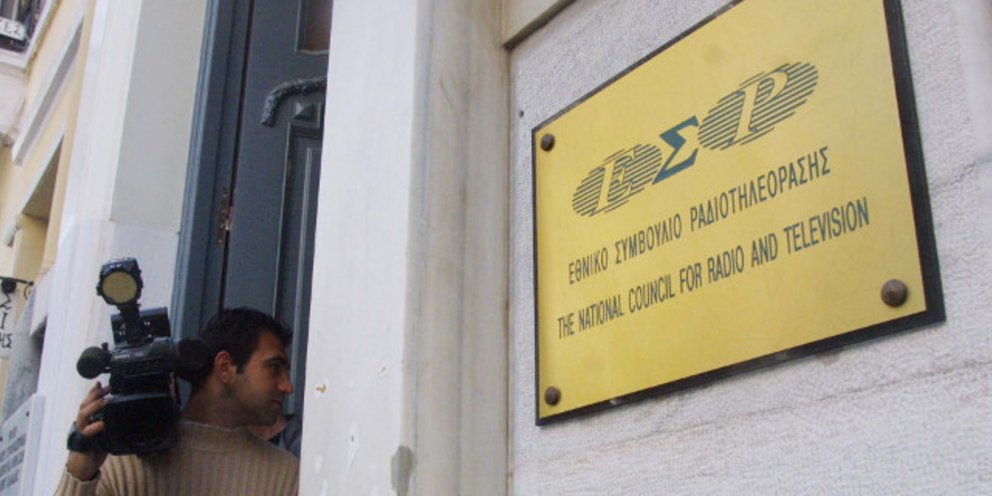 ΕΣΡ
ΕΘΝΙΚΟ ΣΥΜΒΟΥΛΙΟ ΡΑΔΙΟΤΗΛΕΟΡΑΣΗΣ
THE NATIONAL COUNCIL FOR RADIO AND TELEVISION